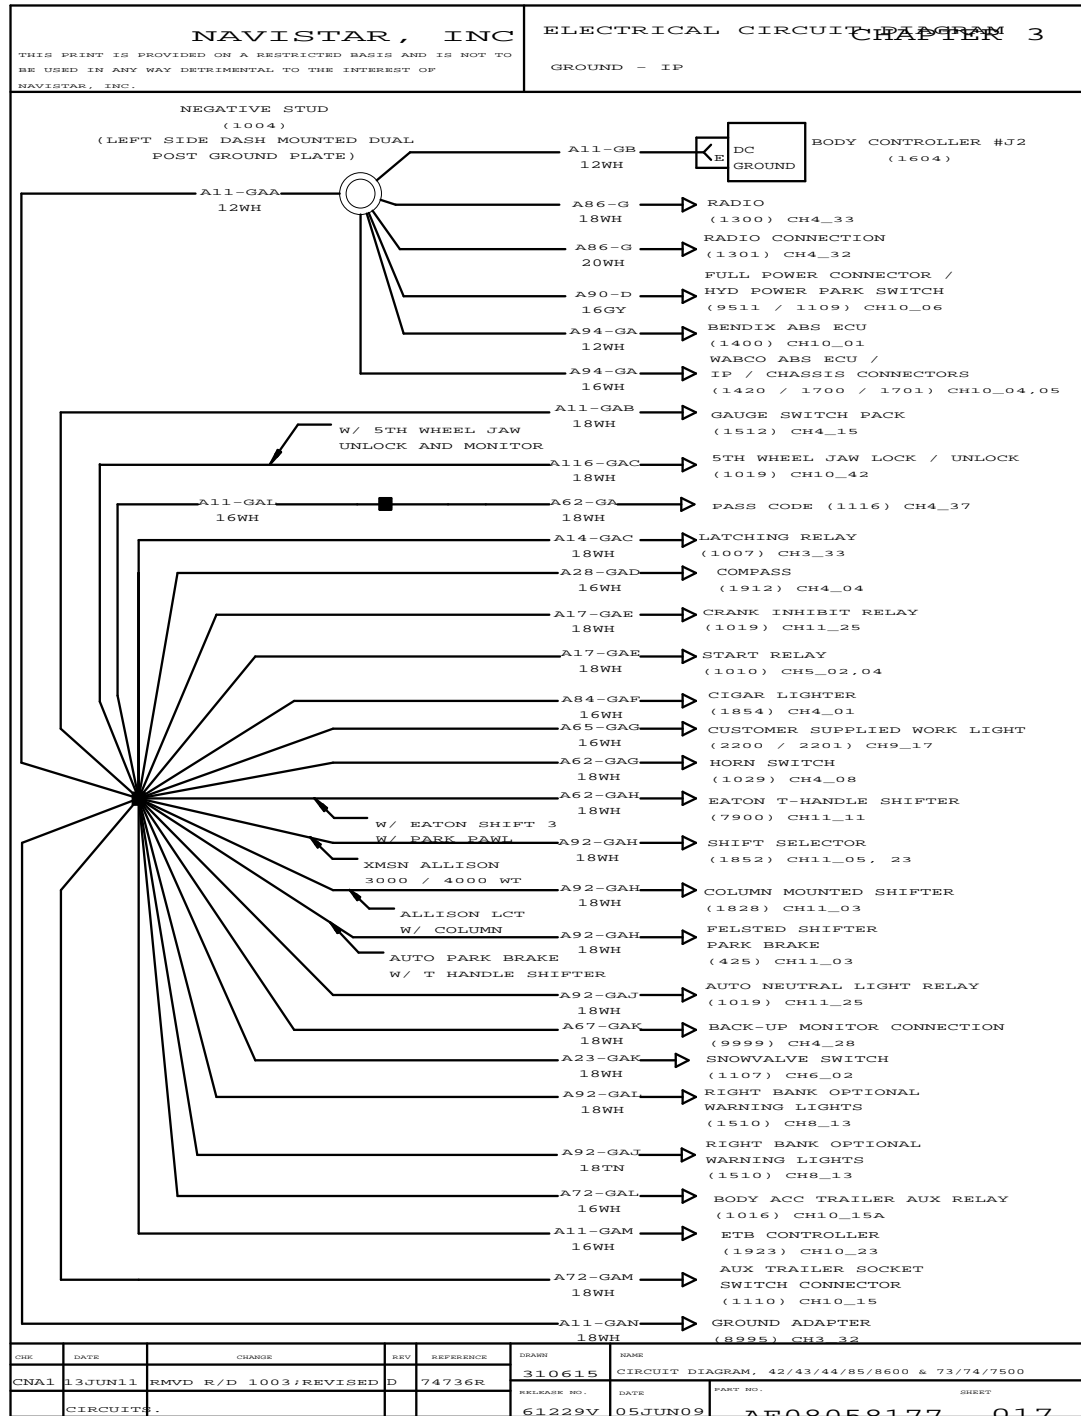 NAVISTAR, INC
THIS PRINT IS PROVIDED ON A RESTRICTED BASIS AND IS NOT TO
BE USED IN ANY WAY DETRIMENTAL TO THE INTEREST OF
NAVISTAR, INC.
ELECTRICAL CIRCUIT DIAGRAM
CHAPTER 3
GROUND - IP
NEGATIVE STUD
(1004)
(LEFT SIDE DASH MOUNTED DUAL
POST GROUND PLATE)
A11-GAA
12WH
A11-GB
12WH
E
DC
GROUND
BODY CONTROLLER #J2
(1604)
A86-G
18WH
RADIO
(1300) CH4_33
A86-G
20WH
RADIO CONNECTION
(1301) CH4_32
A90-D
16GY
FULL POWER CONNECTOR /
HYD POWER PARK SWITCH
(9511 / 1109) CH10_06
A94-GA
12WH
BENDIX ABS ECU
(1400) CH10_01
A94-GA
16WH
WABCO ABS ECU /
IP / CHASSIS CONNECTORS
(1420 / 1700 / 1701) CH10_04,05
A11-GAB
18WH
GAUGE SWITCH PACK
(1512) CH4_15
W/ 5TH WHEEL JAW
UNLOCK AND MONITOR
A116-GAC
18WH
5TH WHEEL JAW LOCK / UNLOCK
(1019) CH10_42
A11-GAL
16WH
A62-GA
18WH
PASS CODE (1116) CH4_37
A14-GAC
18WH
LATCHING RELAY
(1007) CH3_33
A28-GAD
16WH
COMPASS
(1912) CH4_04
A17-GAE
18WH
CRANK INHIBIT RELAY
(1019) CH11_25
A17-GAE
18WH
START RELAY
(1010) CH5_02,04
A84-GAF
16WH
CIGAR LIGHTER
(1854) CH4_01
A65-GAG
16WH
CUSTOMER SUPPLIED WORK LIGHT
(2200 / 2201) CH9_17
A62-GAG
18WH
HORN SWITCH
(1029) CH4_08
A62-GAH
18WH
EATON T-HANDLE SHIFTER
(7900) CH11_11
W/ EATON SHIFT 3
W/ PARK PAWL
A92-GAH
18WH
SHIFT SELECTOR
(1852) CH11_05, 23
XMSN ALLISON
3000 / 4000 WT
A92-GAH
18WH
COLUMN MOUNTED SHIFTER
(1828) CH11_03
ALLISON LCT
W/ COLUMN
A92-GAH
18WH
FELSTED SHIFTER
PARK BRAKE
(425) CH11_03
AUTO PARK BRAKE
W/ T HANDLE SHIFTER
A92-GAJ
18WH
AUTO NEUTRAL LIGHT RELAY
(1019) CH11_25
A67-GAK
18WH
BACK-UP MONITOR CONNECTION
(9999) CH4_28
A23-GAK
18WH
SNOWVALVE SWITCH
(1107) CH6_02
A92-GAL
18WH
RIGHT BANK OPTIONAL
WARNING LIGHTS
(1510) CH8_13
A92-GAJ
18TN
RIGHT BANK OPTIONAL
WARNING LIGHTS
(1510) CH8_13
A72-GAL
16WH
BODY ACC TRAILER AUX RELAY
(1016) CH10_15A
A11-GAM
16WH
ETB CONTROLLER
(1923) CH10_23
A72-GAM
18WH
AUX TRAILER SOCKET
SWITCH CONNECTOR
(1110) CH10_15
A11-GAN
18WH
GROUND ADAPTER
(8995) CH3_32
CHK DATE CHANGE REV REFERENCE
CNA1 13JUN11 RMVD R/D 1003;REVISED D 74736R
CIRCUITS.
DRAWN
310615
NAME
CIRCUIT DIAGRAM, 42/43/44/85/8600 & 73/74/7500
RELEASE NO.
61229V
DATE
05JUN09
PART NO.
AE08058177
SHEET
017